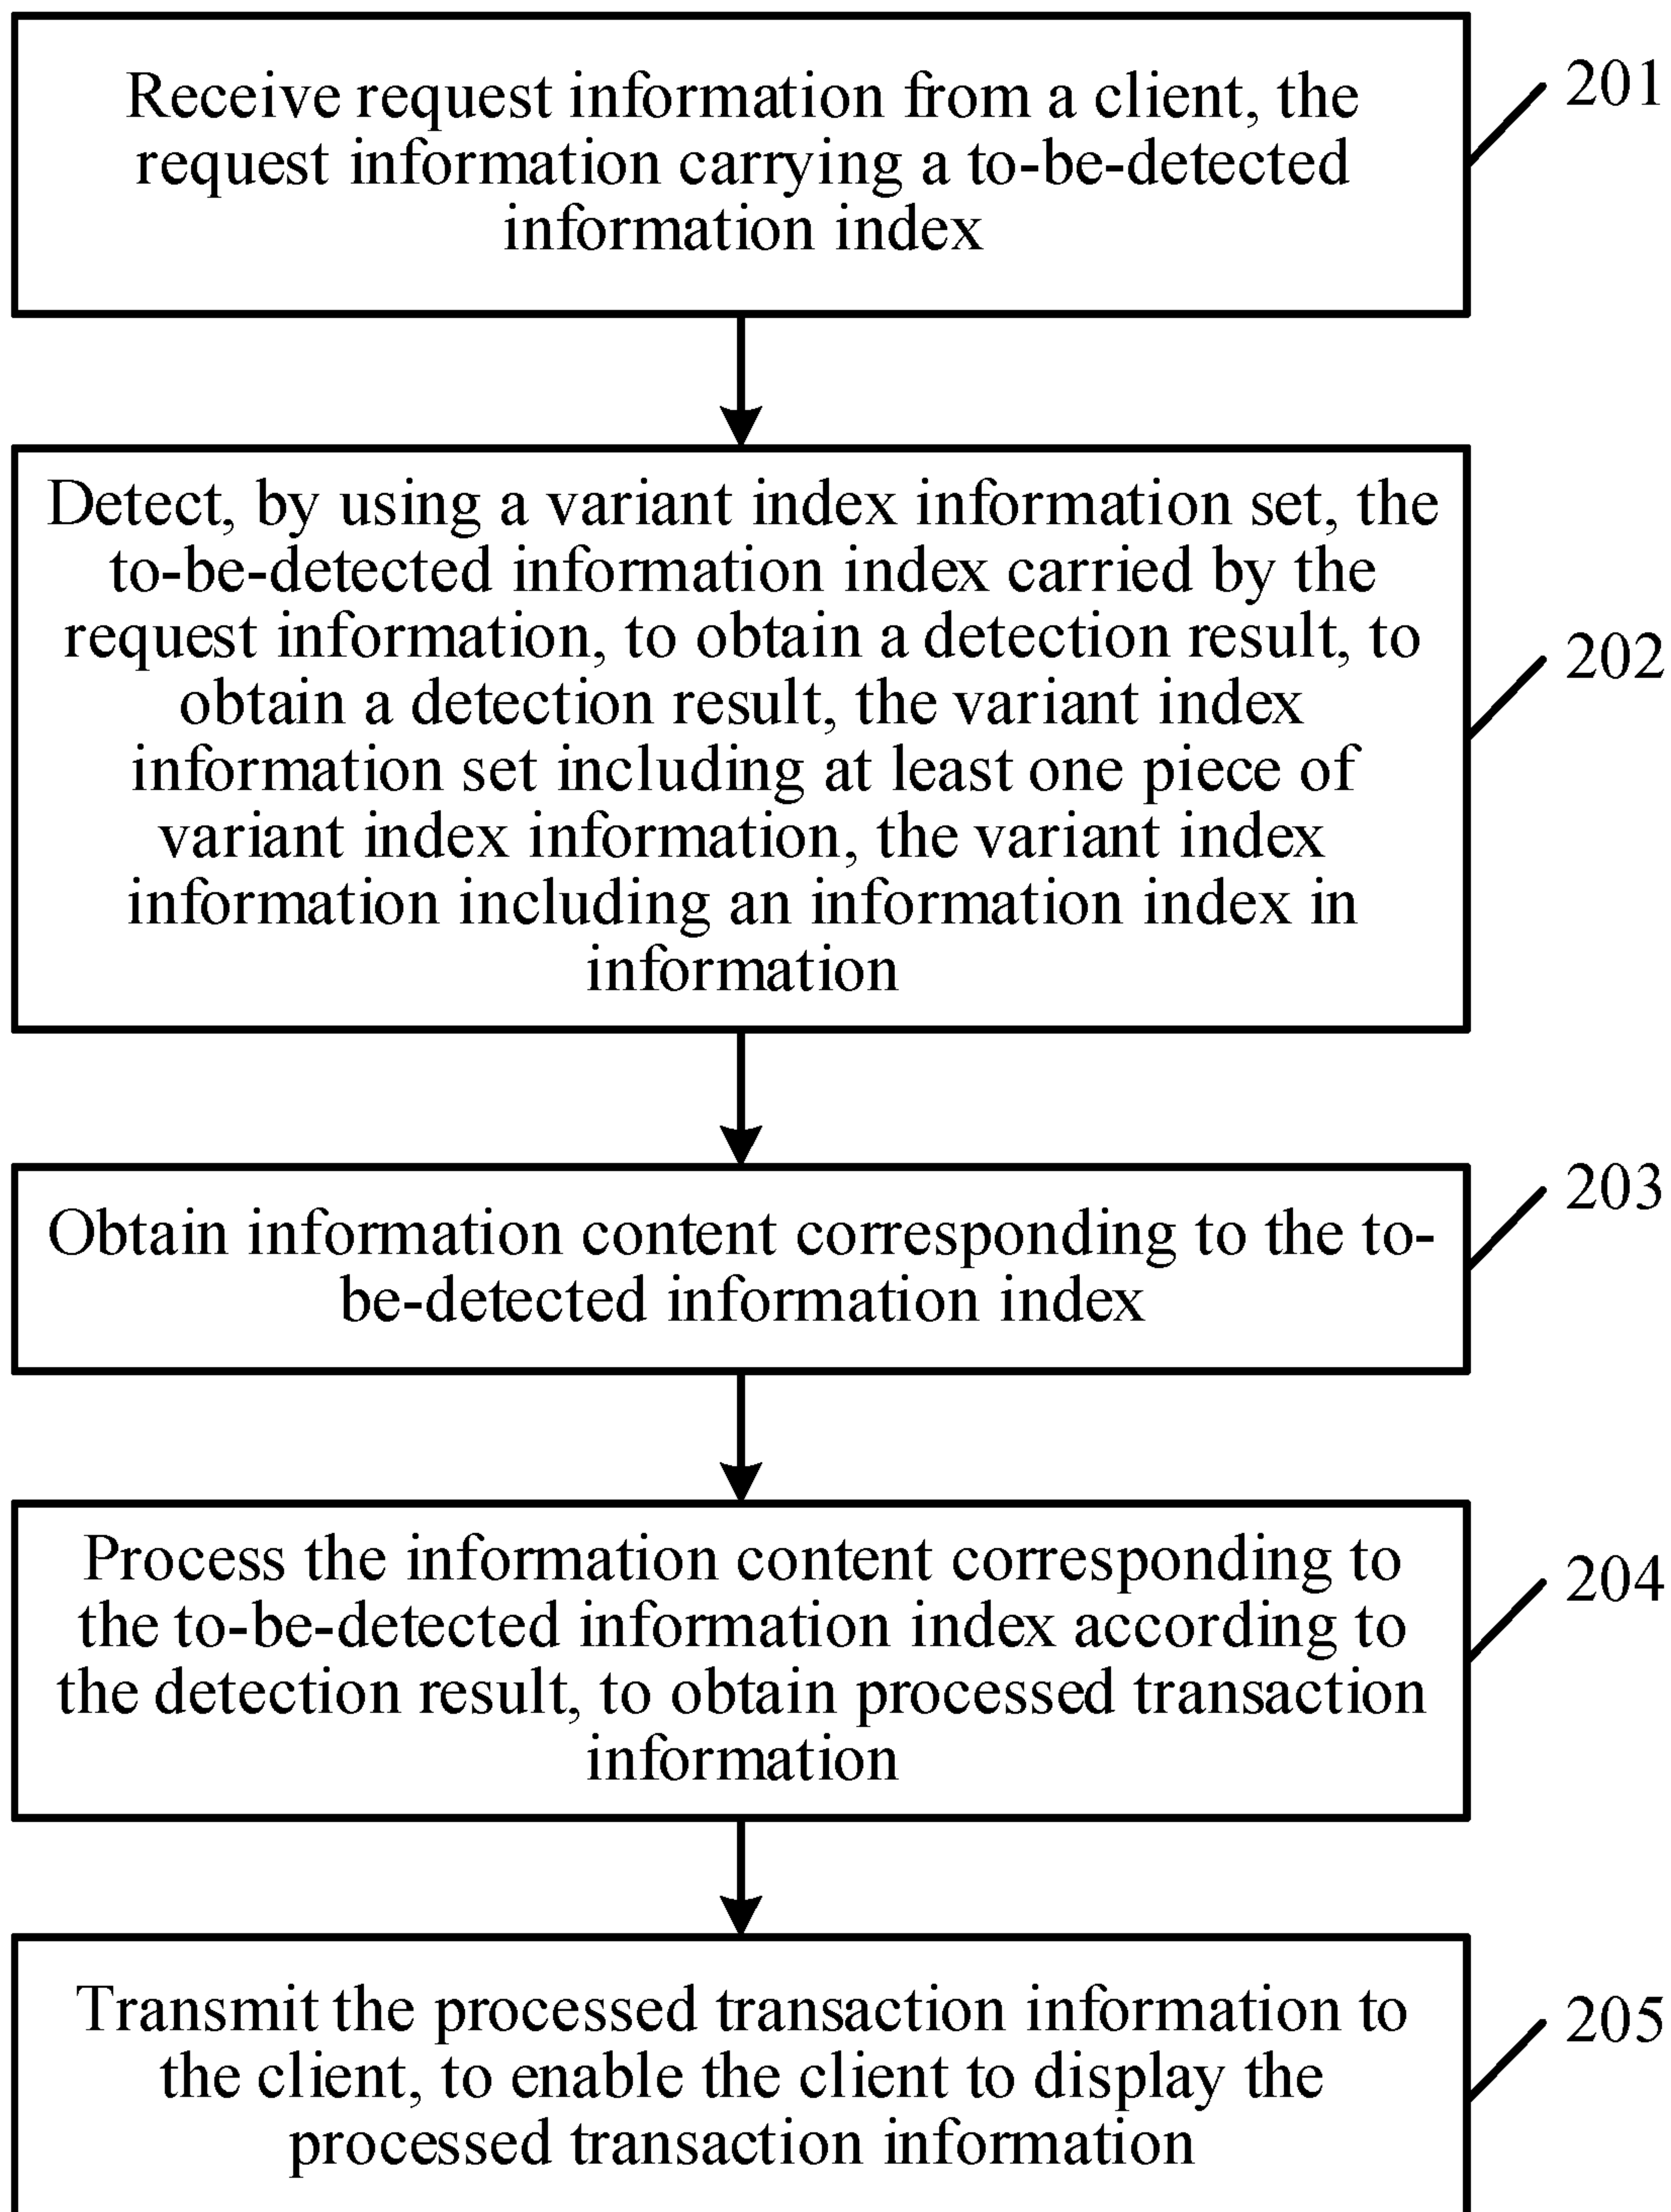 Receive request information from a client, the
request information carrying a to-be-detected
information index
201
Detect, by using a variant index information set, the
to-be-detected information index carried by the
request information, to obtain a detection result, to
obtain a detection result, the variant index
information set including at least one piece of
variant index information, the variant index
information including an information index in
information
202
Obtain information content corresponding to the to-
be-detected information index
203
Process the information content corresponding to
the to-be-detected information index according to
the detection result, to obtain processed transaction
information
204
Transmit the processed transaction information to
the client, to enable the client to display the
processed transaction information
205